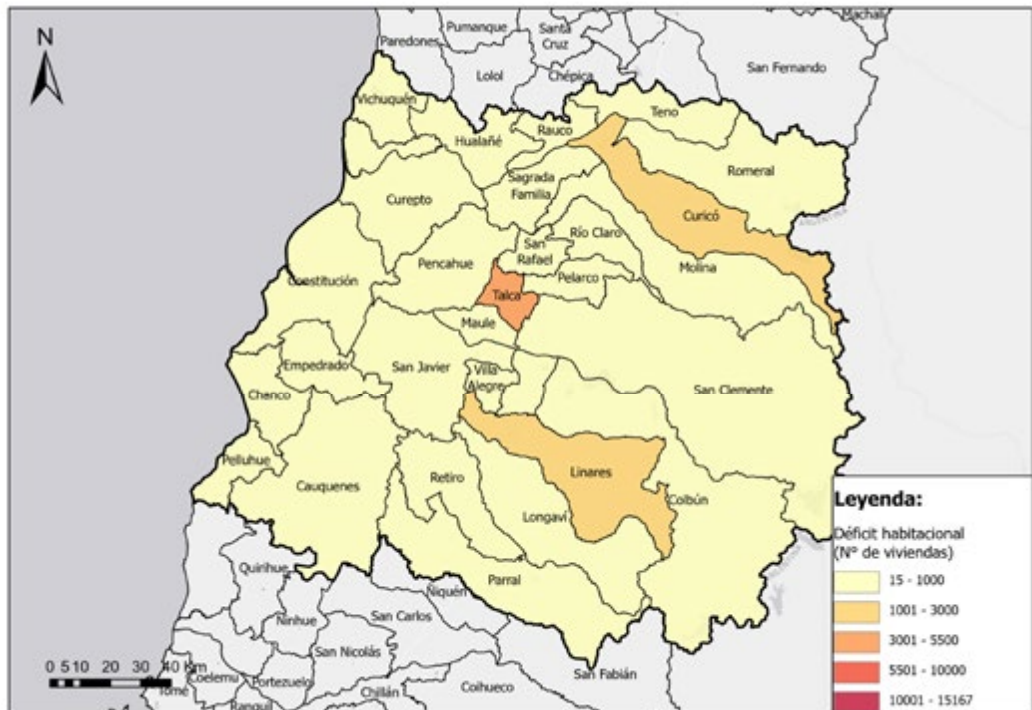 Machalí
Pumanque
Santa
Cruz
Paredones
Lolol
Chépica
San Fernando
N
Vichuquén
Teno
Rauco
Hualañé
Romeral
Sagrada
Familia
Curepto
Curicó
Río Claro
San
Rafael
Pencahue
Molina
Pelarco
Constitución
Talca
Maule
Empedrado
San Javier
Villa
Alegre
San Clemente
Chanco
Pelluhue
Linares
Retiro
Cauquenes
Colbún
Longaví
Parral
Quirihue
Ñiquén
San Carlos
Ninhue
San Nicolás
San Fabián
Coelemu
Portezuelo
Tomé
Coihueco
Chillán
Ranquil
0 5 10 20 30 40 Km
Leyenda:
Déficit habitacional
(N° de viviendas)
15 - 1000
1001 - 3000
3001 - 5500
5501 - 10000
10001 - 15167